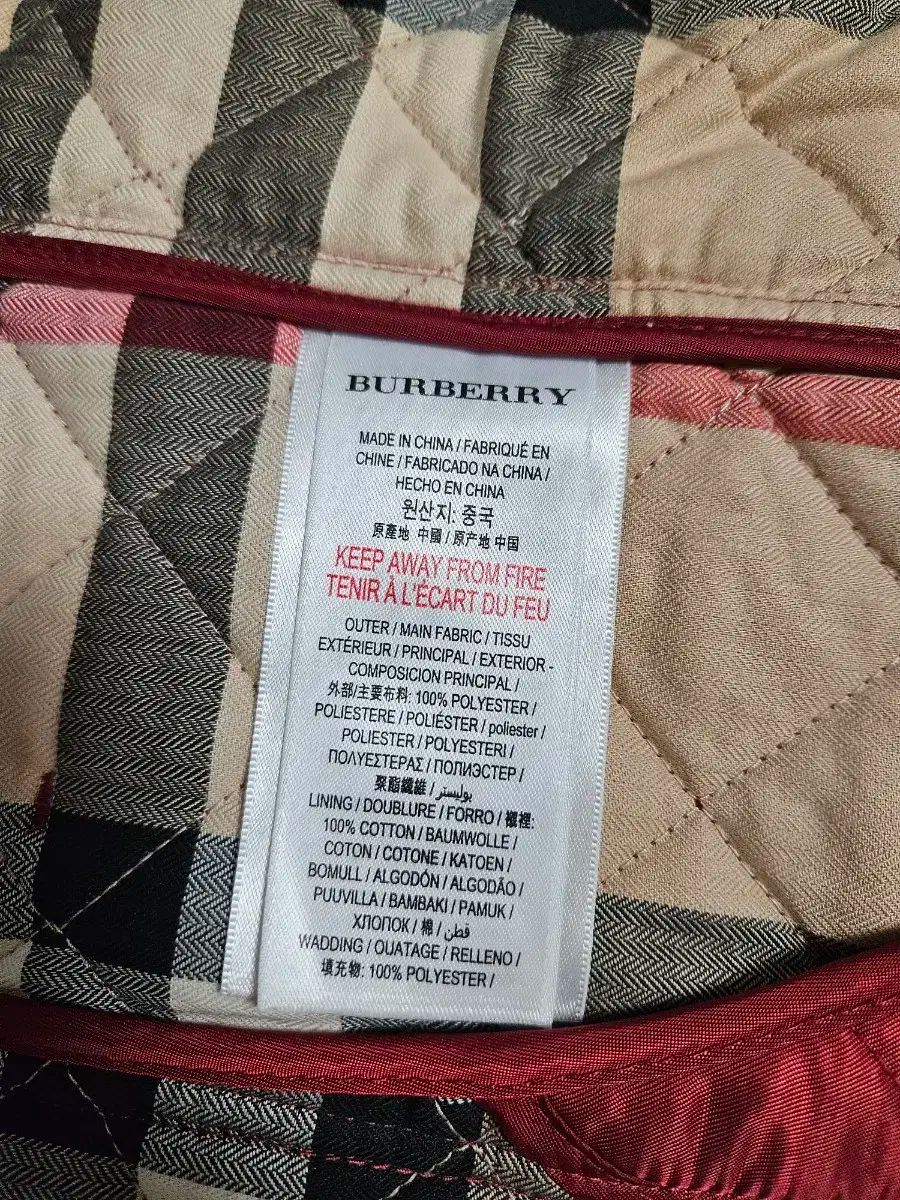 BURBERRY
MADE IN CHINA / FABRIQUÉ EN
CHINE / FABRICADO NA CHINA /
HECHO EN CHINA
원산지: 중국
原產地 中國 / 原产地 中国
KEEP AWAY FROM FIRE
TENIR À L'ÉCART DU FEU
OUTER / MAIN FABRIC / TISSU
EXTÉRIEUR / PRINCIPAL / EXTERIOR -
COMPOSICION PRINCIPAL /
外部/主要布料: 100% POLYESTER /
POLIESTERE / POLIÉSTER / poliester /
POLIESTER / POLYESTERI /
ΠΟΛΥΕΣΤΕΡΑΣ / ПОЛИЭСТЕР /
聚酯纖維 / بوليستر /
LINING / DOUBLURE / FORRO / 襯裡:
100% COTTON / BAUMWOLLE /
COTON / COTONE / KATOEN /
BOMULL / ALGODÓN / ALGODÃO /
PUUVILLA / BAMBAKI / PAMUK /
ХЛОПОК / 棉 / قطن /
WADDING / OUATAGE / RELLENO /
填充物: 100% POLYESTER /